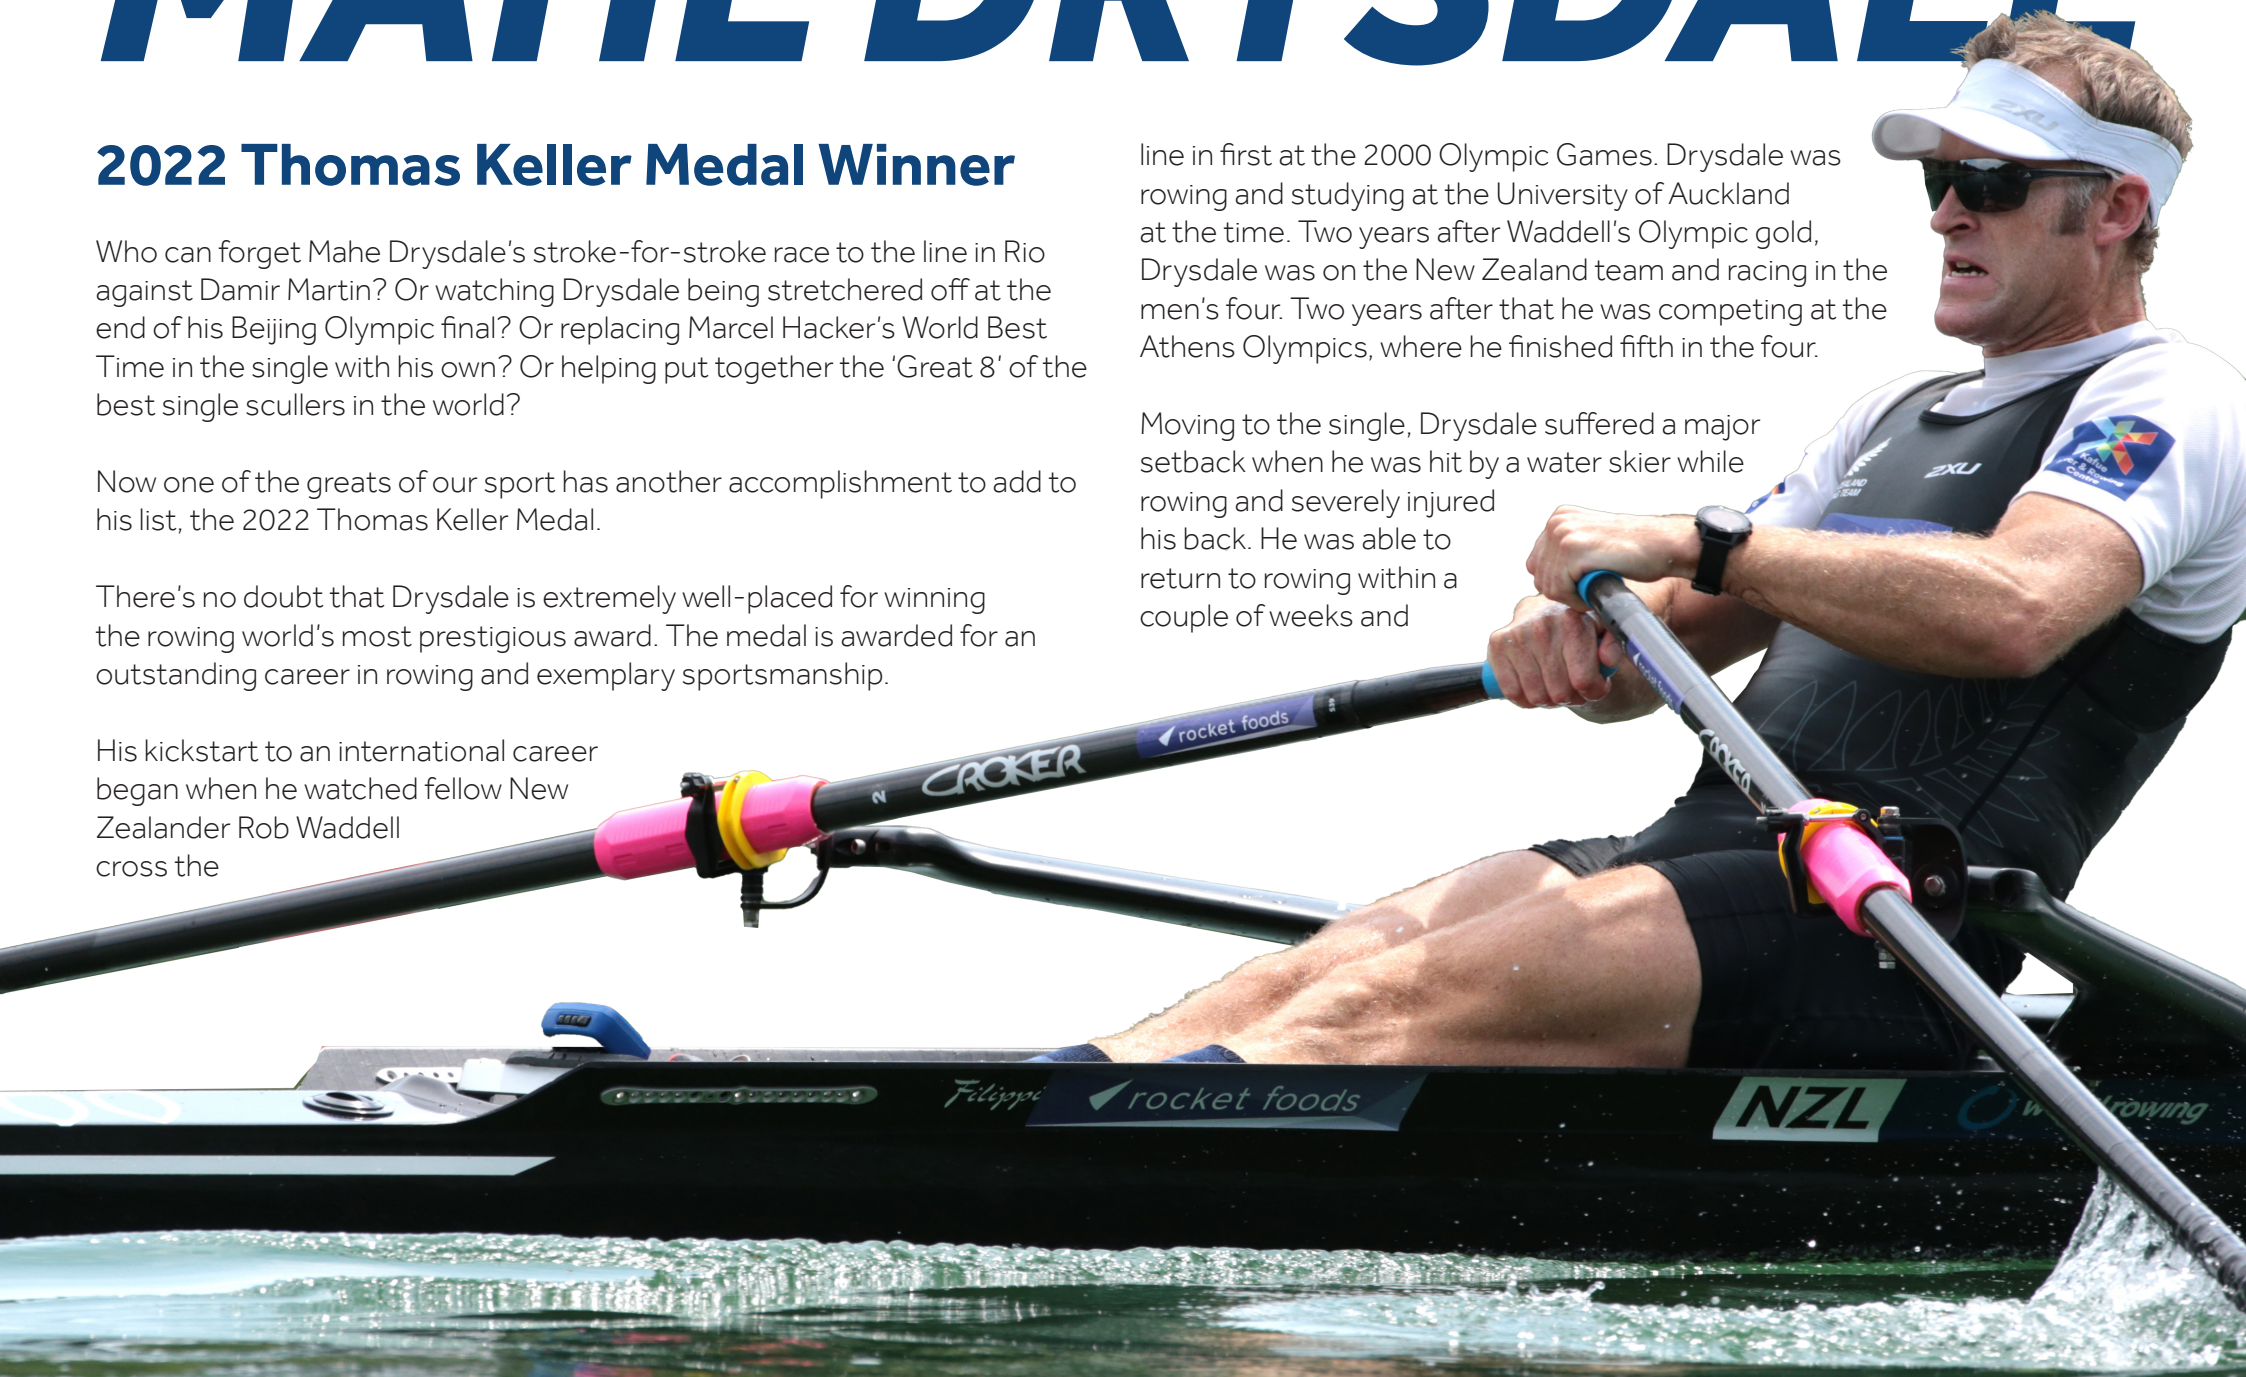 MAHE DRYSDALE
2022 Thomas Keller Medal Winner
Who can forget Mahe Drysdale’s stroke-for-stroke race to the line in Rio
against Damir Martin? Or watching Drysdale being stretchered off at the
end of his Beijing Olympic final? Or replacing Marcel Hacker’s World Best
Time in the single with his own? Or helping put together the ‘Great 8’ of the
best single scullers in the world?
Now one of the greats of our sport has another accomplishment to add to
his list, the 2022 Thomas Keller Medal.
There’s no doubt that Drysdale is extremely well-placed for winning
the rowing world’s most prestigious award. The medal is awarded for an
outstanding career in rowing and exemplary sportsmanship.
His kickstart to an international career
began when he watched fellow New
Zealander Rob Waddell
cross the
line in first at the 2000 Olympic Games. Drysdale was
rowing and studying at the University of Auckland
at the time. Two years after Waddell’s Olympic gold,
Drysdale was on the New Zealand team and racing in the
men’s four. Two years after that he was competing at the
Athens Olympics, where he finished fifth in the four.
Moving to the single, Drysdale suffered a major
setback when he was hit by a water skier while
rowing and severely injured
his back. He was able to
return to rowing within a
couple of weeks and
2XU
2XU
Kafue
& Rowing
Centre
TEAM
rocket foods
539
2 CROKER
rocket foods
CROKER
Filippi
rocket foods
NZL
rowing